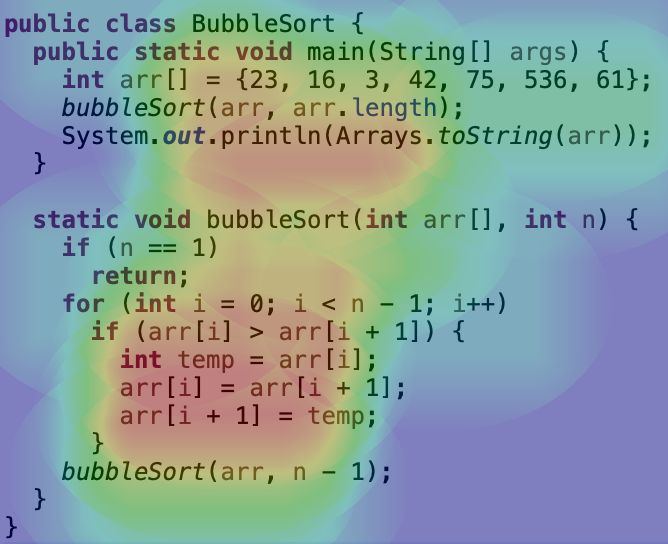 public class BubbleSort {
  public static void main(String[] args) {
    int arr[] = {23, 16, 3, 42, 75, 536, 61};
    bubbleSort(arr, arr.length);
    System.out.println(Arrays.toString(arr));
  }

  static void bubbleSort(int arr[], int n) {
    if (n == 1)
      return;
    for (int i = 0; i < n - 1; i++)
      if (arr[i] > arr[i + 1]) {
        int temp = arr[i];
        arr[i] = arr[i + 1];
        arr[i + 1] = temp;
      }
    bubbleSort(arr, n - 1);
  }
}